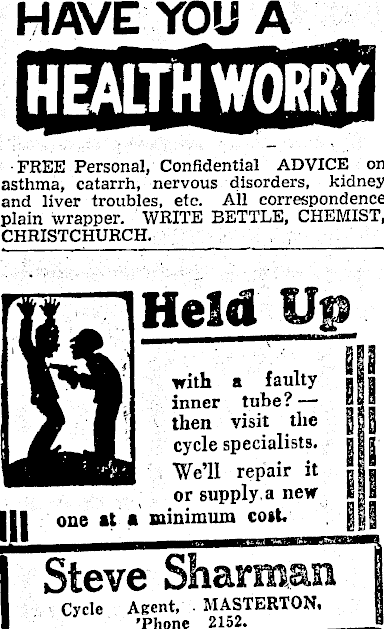 HAVE YOU A
HEALTH WORRY
FREE Personal, Confidential ADVICE on
asthma, catarrh, nervous disorders, kidney
and liver troubles, etc. All correspondence
plain wrapper. WRITE BETTLE, CHEMIST,
CHRISTCHURCH.
Held Up
with a faulty
inner tube?—
then visit the
cycle specialists.
We'll repair it
or supply a new
one at a minimum cost.
Steve Sharman
Cycle Agent, MASTERTON,
'Phone 2152.